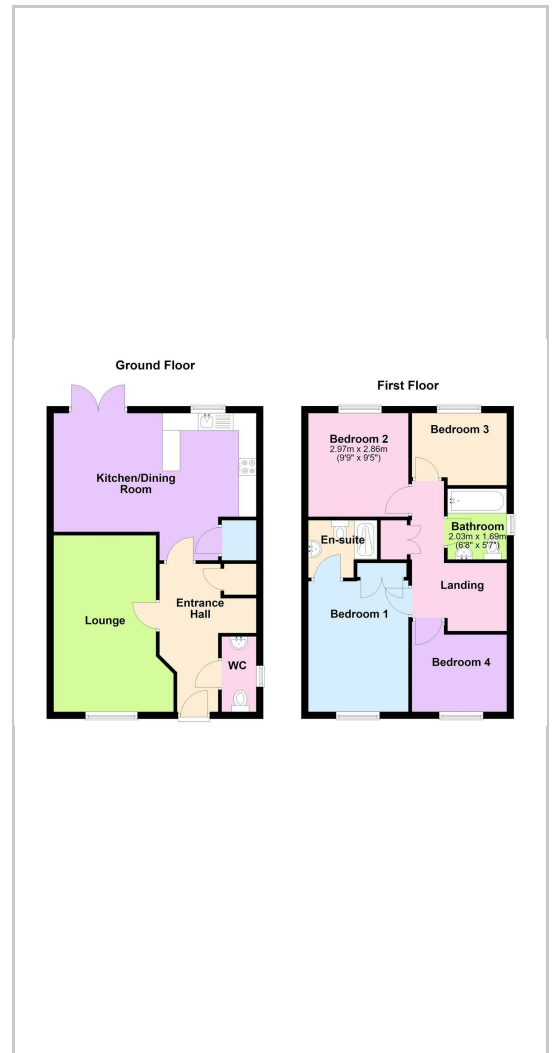 Ground Floor
Kitchen/Dining
Room
Lounge
Entrance
Hall
WC
First Floor
Bedroom 2
2.97m x 2.86m
(9'9" x 9'5")
Bedroom 3
En-suite
Bathroom
2.03m x 1.69m
(6'8" x 5'7")
Landing
Bedroom 1
Bedroom 4